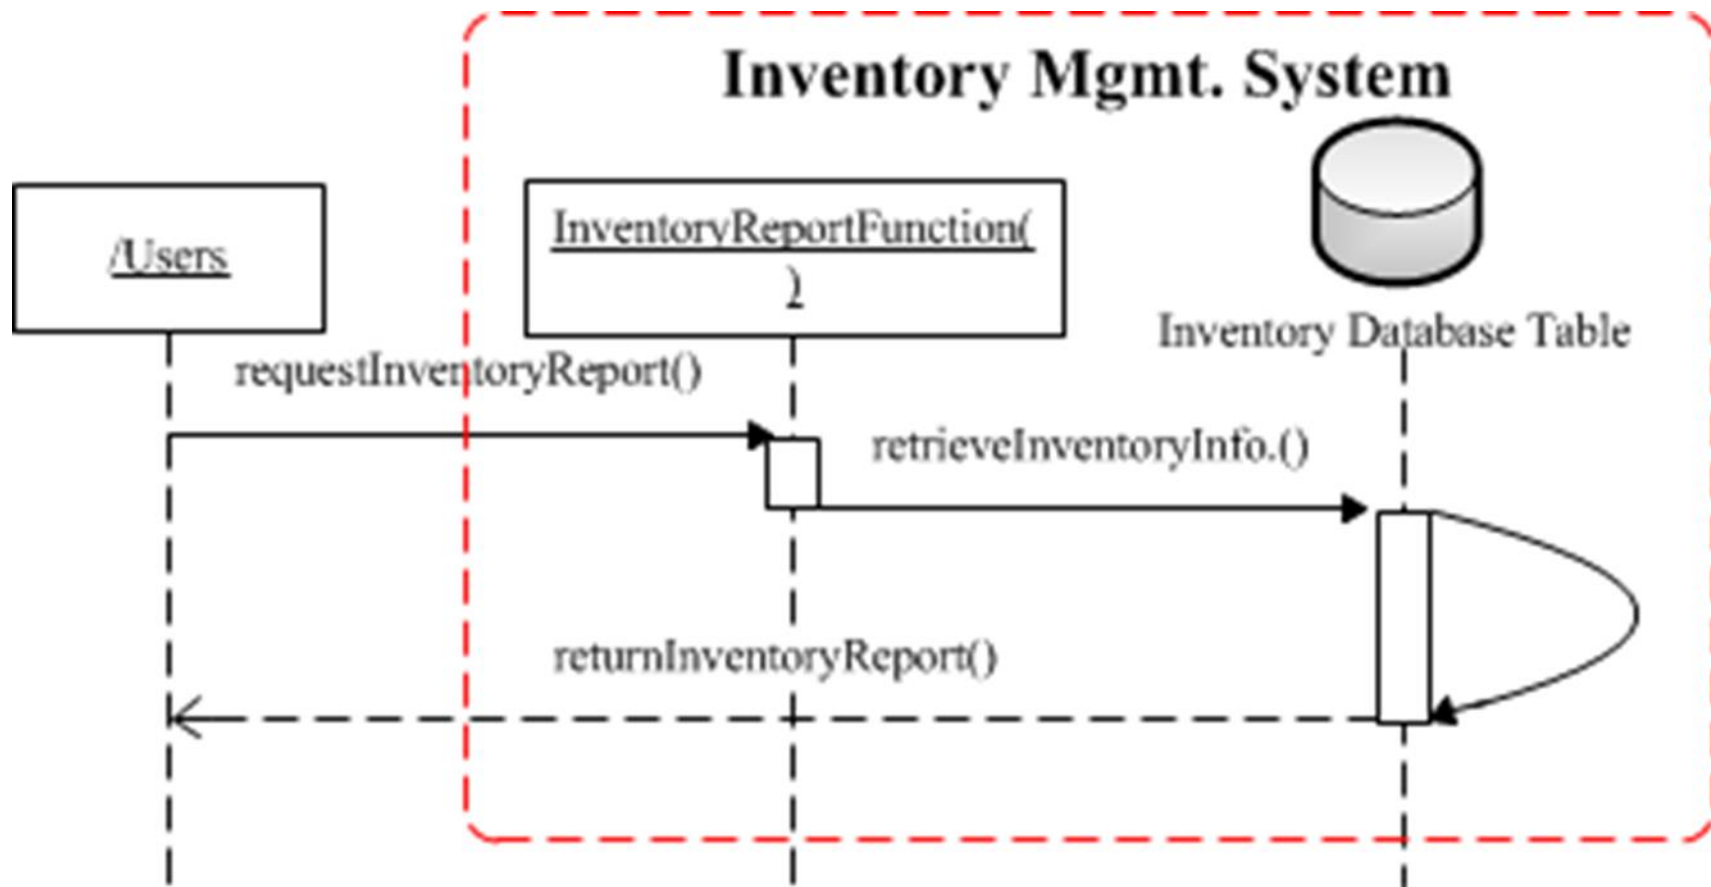 Inventory Mgmt. System
/Users
InventoryReportFunction(
)
Inventory Database Table
requestInventoryReport()
retrieveInventoryInfo.()
returnInventoryReport()